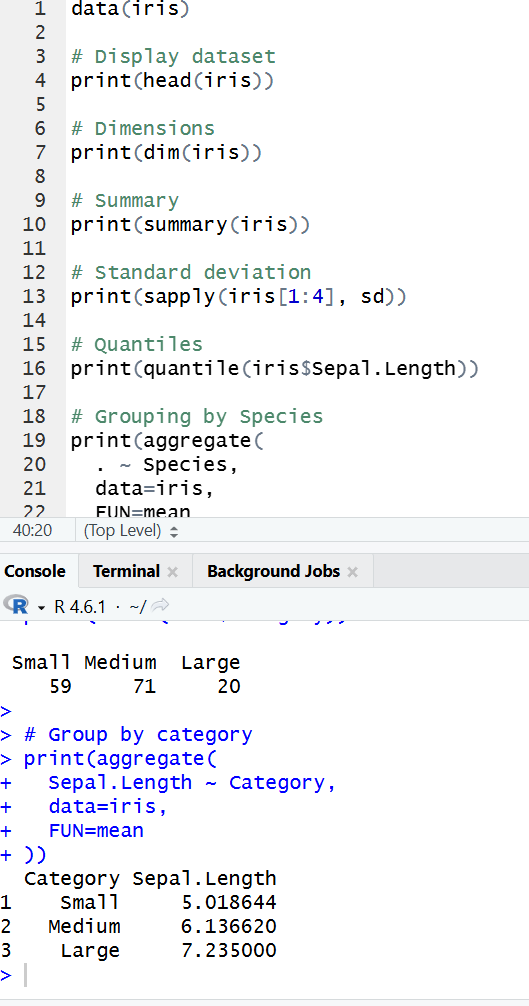 1 data(iris)
2
3 # Display dataset
4 print(head(iris))
5
6 # Dimensions
7 print(dim(iris))
8
9 # Summary
10 print(summary(iris))
11
12 # Standard deviation
13 print(sapply(iris[1:4], sd))
14
15 # Quantiles
16 print(quantile(iris$Sepal.Length))
17
18 # Grouping by Species
19 print(aggregate(
20   . ~ Species,
21   data=iris,
22   FUN=mean
40:20 (Top Level)
Console Terminal × Background Jobs ×
R R 4.6.1 · ~/
Small Medium  Large
   59     71     20
>
> # Group by category
> print(aggregate(
+   Sepal.Length ~ Category,
+   data=iris,
+   FUN=mean
+ ))
  Category Sepal.Length
1    Small     5.018644
2   Medium     6.136620
3    Large     7.235000
>